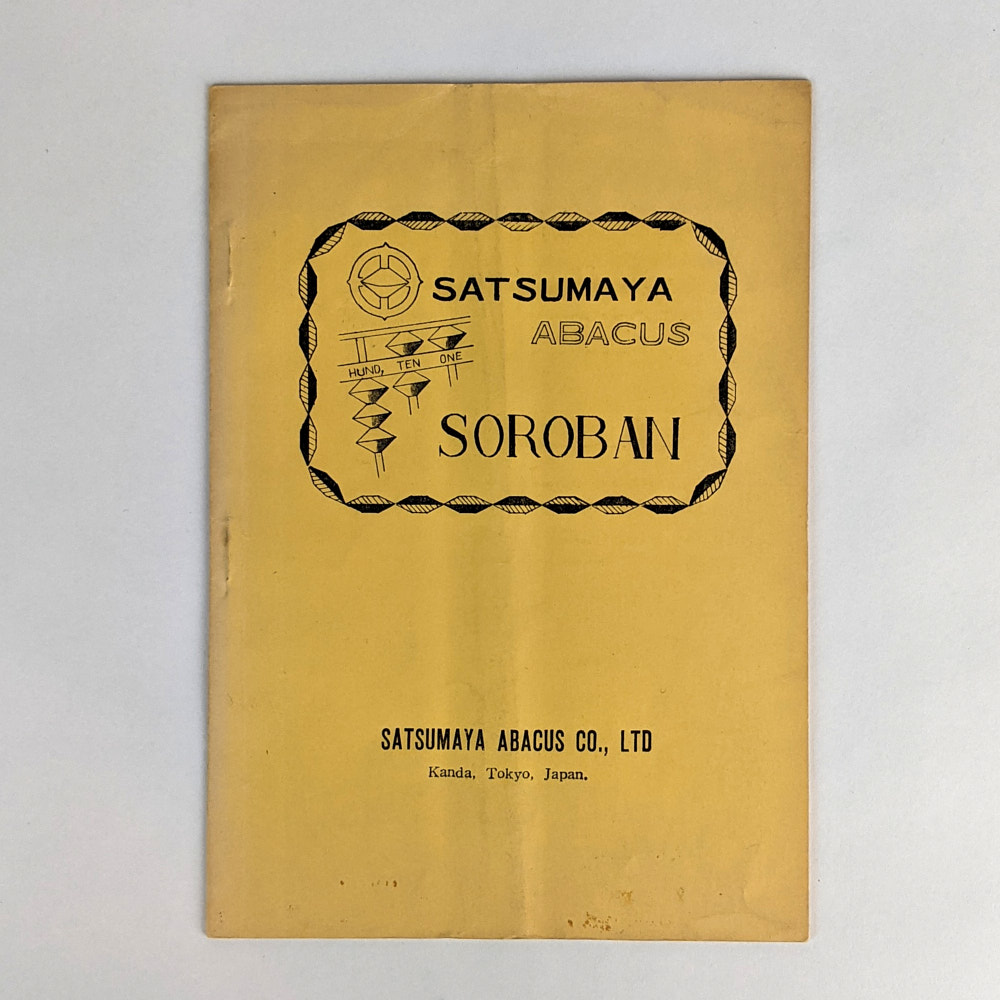 SATSUMAYA
ABACUS
HUND, TEN ONE
SOROBAN
SATSUMAYA ABACUS CO., LTD
Kanda, Tokyo, Japan.